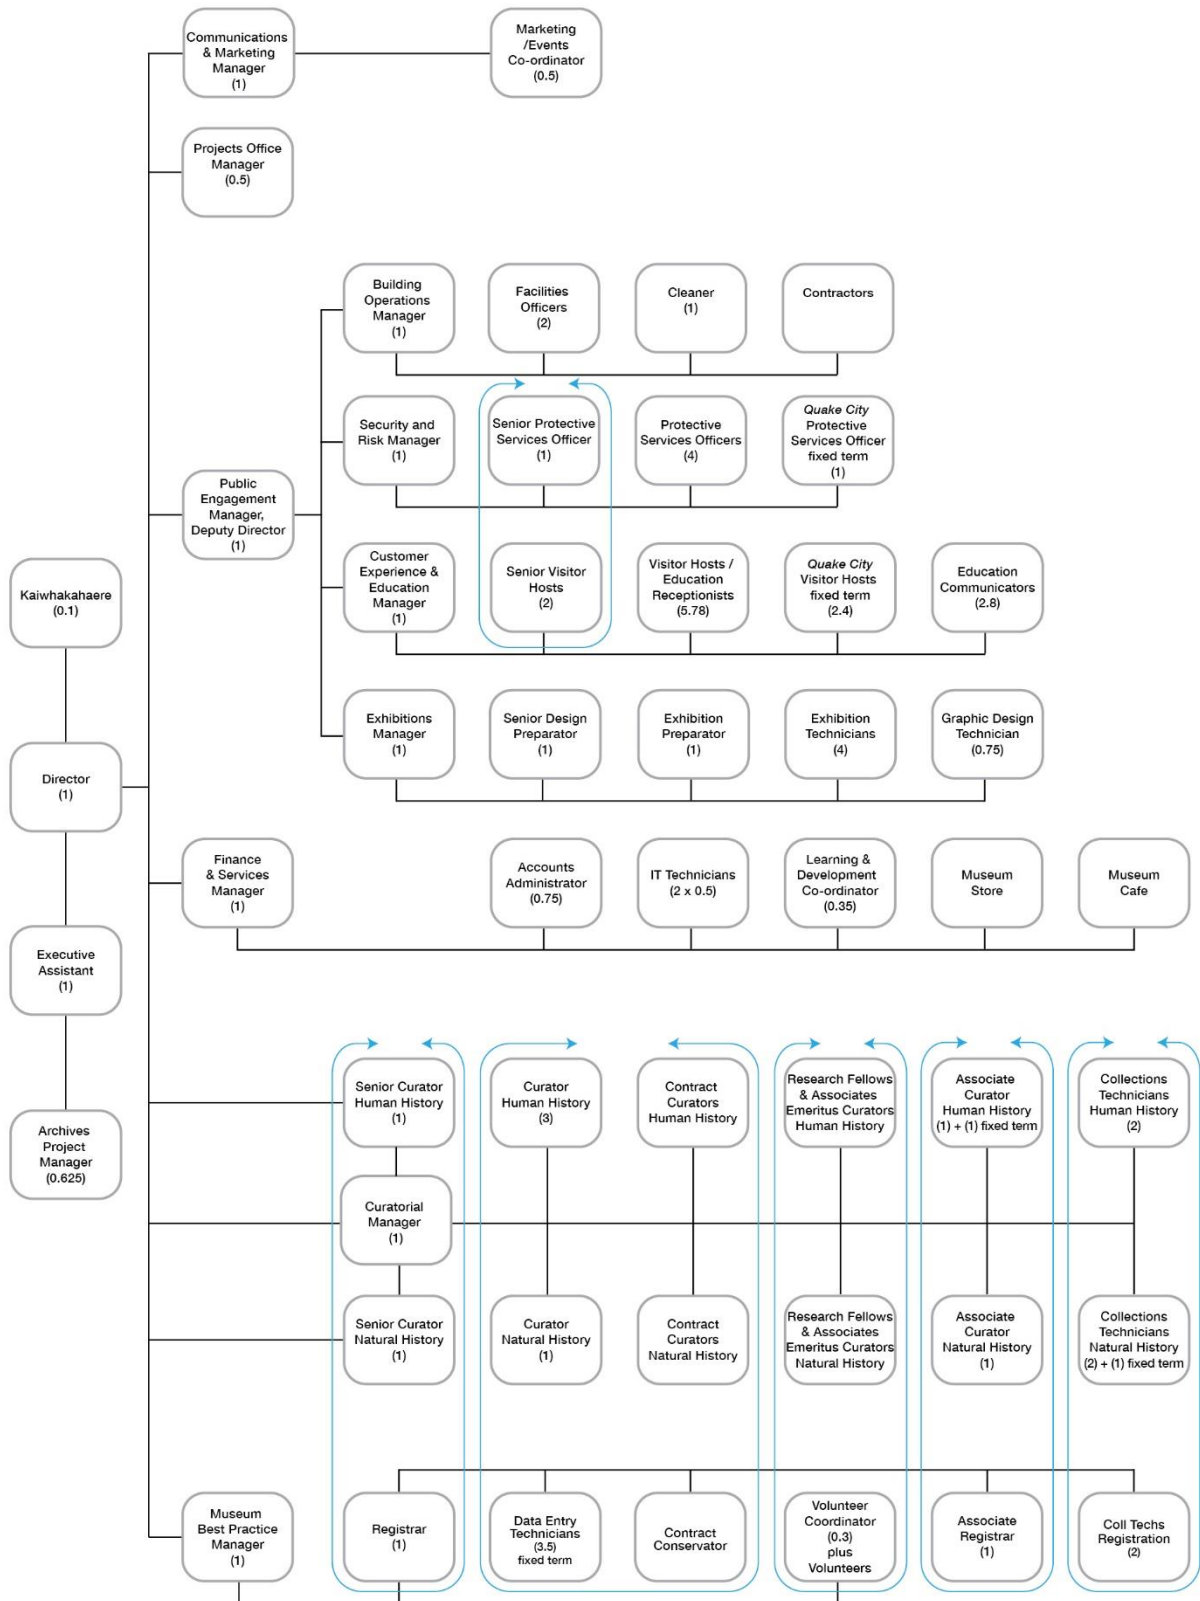 Communications
& Marketing
Manager
(1)
Marketing
/Events
Co-ordinator
(0.5)
Projects Office
Manager
(0.5)
Building
Operations
Manager
(1)
Facilities
Officers
(2)
Cleaner
(1)
Contractors
Security and
Risk Manager
(1)
Senior Protective
Services Officer
(1)
Protective
Services Officers
(4)
Quake City
Protective
Services Officer
fixed term
(1)
Public
Engagement
Manager,
Deputy Director
(1)
Customer
Experience &
Education
Manager
(1)
Senior Visitor
Hosts
(2)
Visitor Hosts /
Education
Receptionists
(5.78)
Quake City
Visitor Hosts
fixed term
(2.4)
Education
Communicators
(2.8)
Kaiwhakahaere
(0.1)
Exhibitions
Manager
(1)
Senior Design
Preparator
(1)
Exhibition
Preparator
(1)
Exhibition
Technicians
(4)
Graphic Design
Technician
(0.75)
Director
(1)
Finance
& Services
Manager
(1)
Accounts
Administrator
(0.75)
IT Technicians
(2 x 0.5)
Learning &
Development
Co-ordinator
(0.35)
Museum
Store
Museum
Cafe
Executive
Assistant
(1)
Senior Curator
Human History
(1)
Curator
Human History
(3)
Contract
Curators
Human History
Research Fellows
& Associates
Emeritus Curators
Human History
Associate
Curator
Human History
(1) + (1) fixed term
Collections
Technicians
Human History
(2)
Archives
Project
Manager
(0.625)
Curatorial
Manager
(1)
Senior Curator
Natural History
(1)
Curator
Natural History
(1)
Contract
Curators
Natural History
Research Fellows
& Associates
Emeritus Curators
Natural History
Associate
Curator
Natural History
(1)
Collections
Technicians
Natural History
(2) + (1) fixed term
Museum
Best Practice
Manager
(1)
Registrar
(1)
Data Entry
Technicians
(3.5)
fixed term
Contract
Conservator
Volunteer
Coordinator
(0.3)
plus
Volunteers
Associate
Registrar
(1)
Coll Techs
Registration
(2)